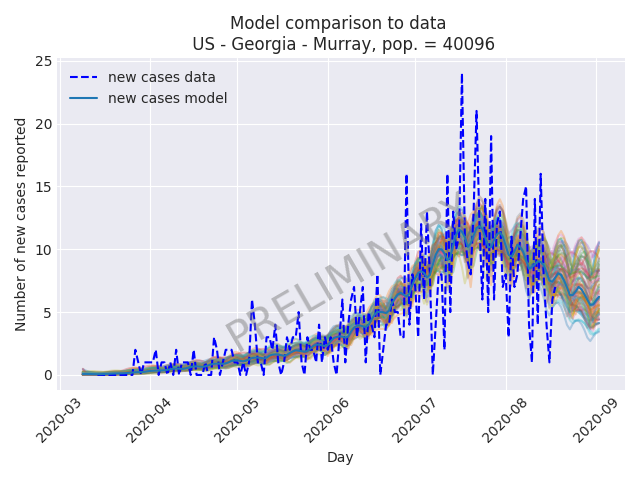 Model comparison to data
US - Georgia - Murray, pop. = 40096
new cases data
new cases model
Number of new cases reported
25
20
15
10
5
0
PRELIMINARY
2020-03
2020-04
2020-05
2020-06
2020-07
2020-08
2020-09
Day